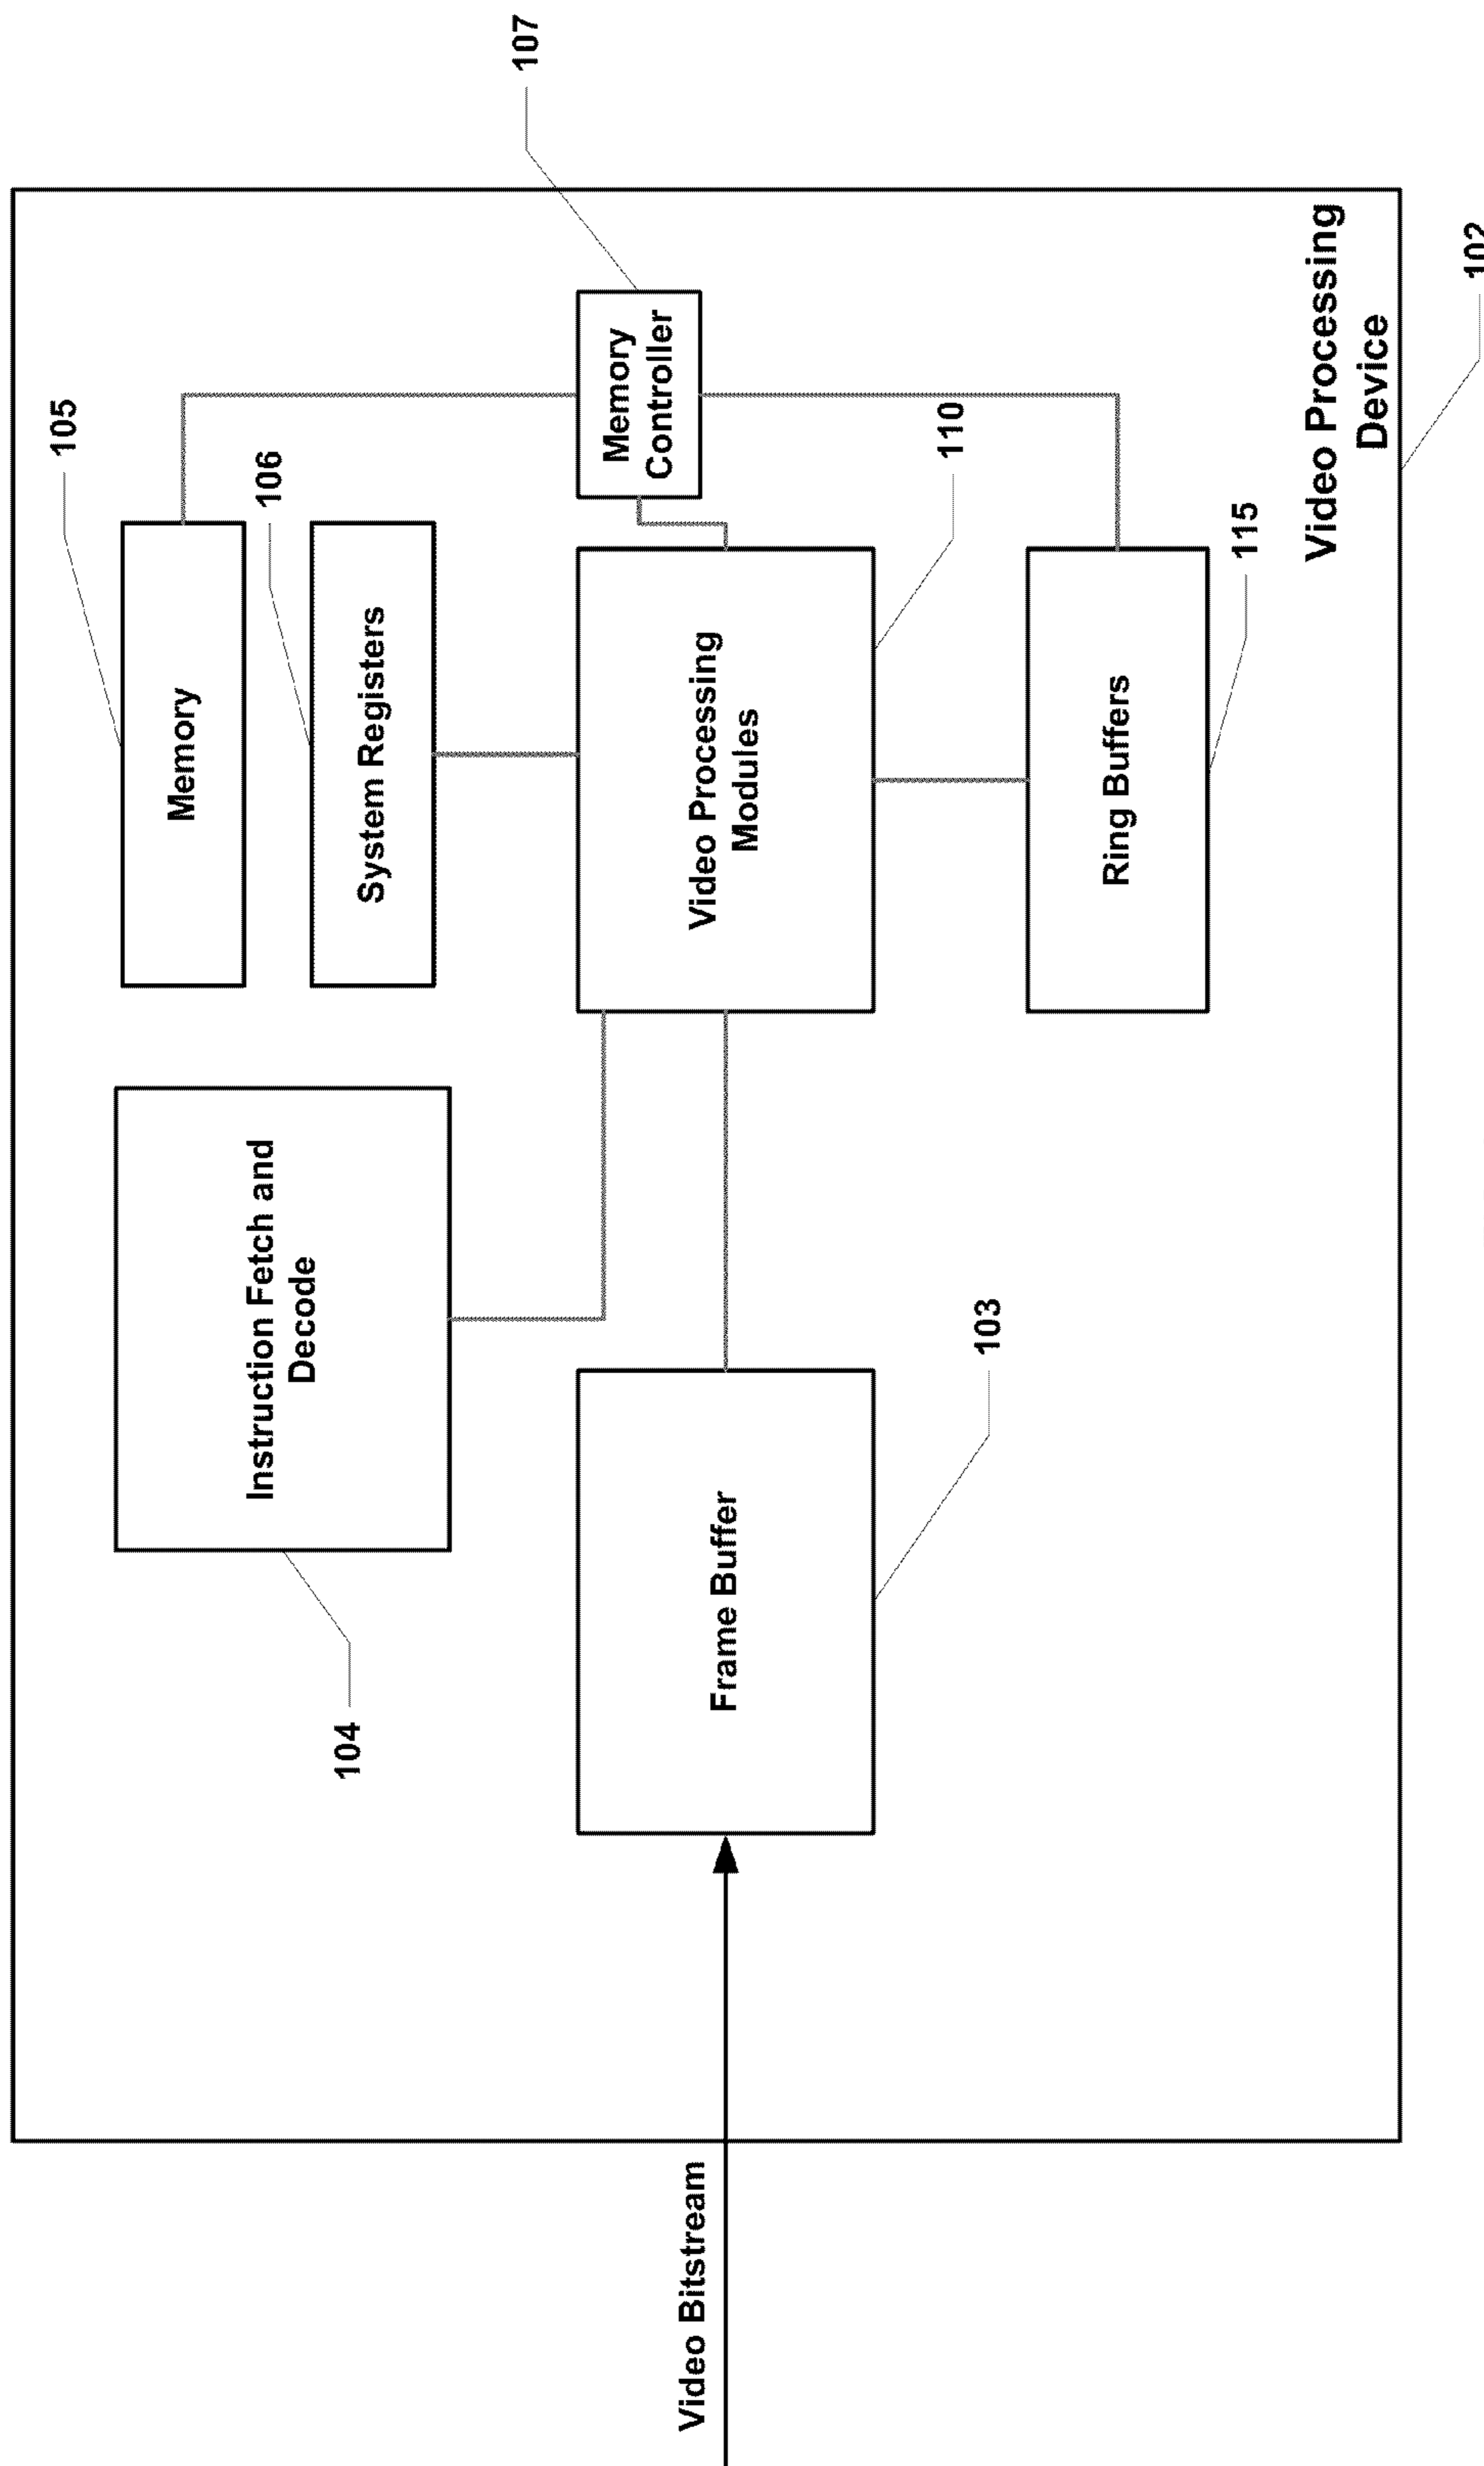 105
106
107
Memory
System Registers
Memory
Controller
Instruction Fetch and
Decode
104
Video Bitstream
Frame Buffer
Video Processing
Modules
110
103
Ring Buffers
115
Video Processing
Device
102